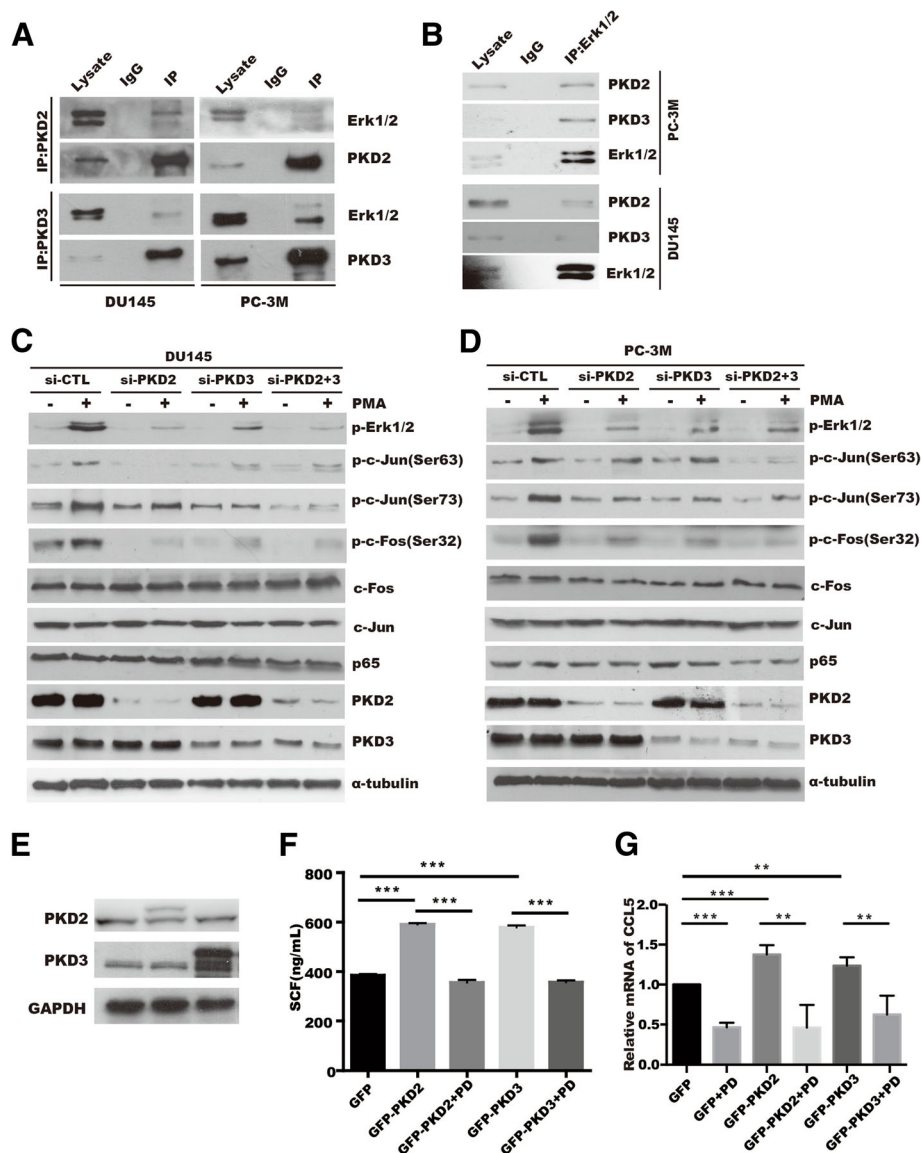 A
Lysate IgG IP Lysate IgG IP
IP:PKD2
Erk1/2
PKD2
IP:PKD3
Erk1/2
PKD3
DU145 PC-3M
B
Lysate IgG IP:Erk1/2
PKD2
PKD3
Erk1/2
PC-3M
PKD2
PKD3
Erk1/2
DU145
C
DU145
si-CTL si-PKD2 si-PKD3 si-PKD2+3
- + - + - + - + PMA
p-Erk1/2
p-c-Jun(Ser63)
p-c-Jun(Ser73)
p-c-Fos(Ser32)
c-Fos
c-Jun
p65
PKD2
PKD3
α-tubulin
D
PC-3M
si-CTL si-PKD2 si-PKD3 si-PKD2+3
- + - + - + - + PMA
p-Erk1/2
p-c-Jun(Ser63)
p-c-Jun(Ser73)
p-c-Fos(Ser32)
c-Fos
c-Jun
p65
PKD2
PKD3
α-tubulin
E
PKD2
PKD3
GAPDH
F
SCF(ng/mL)
800
600
400
200
0
***
*** *** ***
GFP GFP-PKD2 GFP-PKD2+PD GFP-PKD3 GFP-PKD3+PD
G
Relative mRNA of CCL5
2.0
1.5
1.0
0.5
0.0
**
***
*** ** **
GFP GFP+PD GFP-PKD2 GFP-PKD2+PD GFP-PKD3 GFP-PKD3+PD